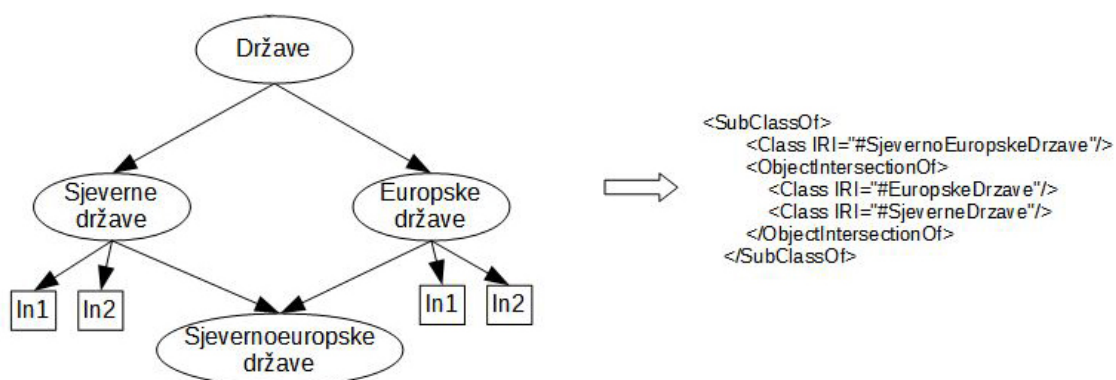 Države
Sjeverne
države
Europske
države
In1
In2
In1
In2
Sjevernoeuropske
države
<SubClassOf>
<Class IRI="#SjevernoEuropskeDrzave"/>
<ObjectIntersectionOf>
<Class IRI="#EuropskeDrzave"/>
<Class IRI="#SjeverneDrzave"/>
</ObjectIntersectionOf>
</SubClassOf>